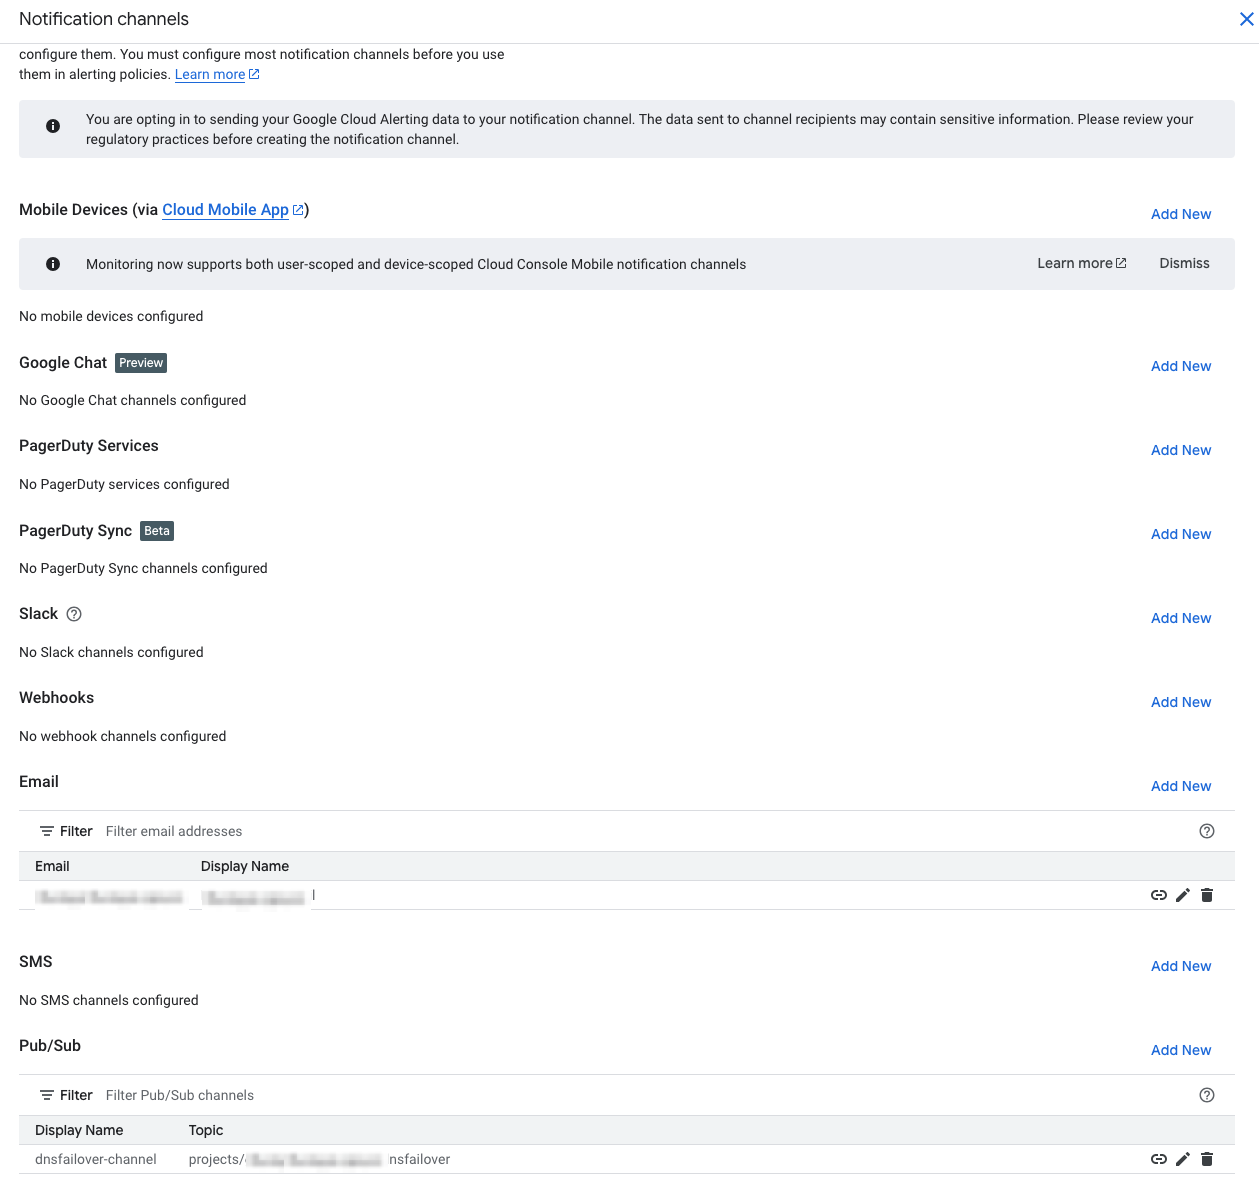 Notification channels
configure them. You must configure most notification channels before you use
them in alerting policies. Learn more
You are opting in to sending your Google Cloud Alerting data to your notification channel. The data sent to channel recipients may contain sensitive information. Please review your
regulatory practices before creating the notification channel.
Mobile Devices (via Cloud Mobile App)
Add New
Monitoring now supports both user-scoped and device-scoped Cloud Console Mobile notification channels
Learn more Dismiss
No mobile devices configured
Google Chat Preview
Add New
No Google Chat channels configured
PagerDuty Services
Add New
No PagerDuty services configured
PagerDuty Sync Beta
Add New
No PagerDuty Sync channels configured
Slack
Add New
No Slack channels configured
Webhooks
Add New
No webhook channels configured
Email
Add New
Filter Filter email addresses
Email Display Name
SMS
Add New
No SMS channels configured
Pub/Sub
Add New
Filter Filter Pub/Sub channels
Display Name Topic
dnsfailover-channel projects/ nsfailover